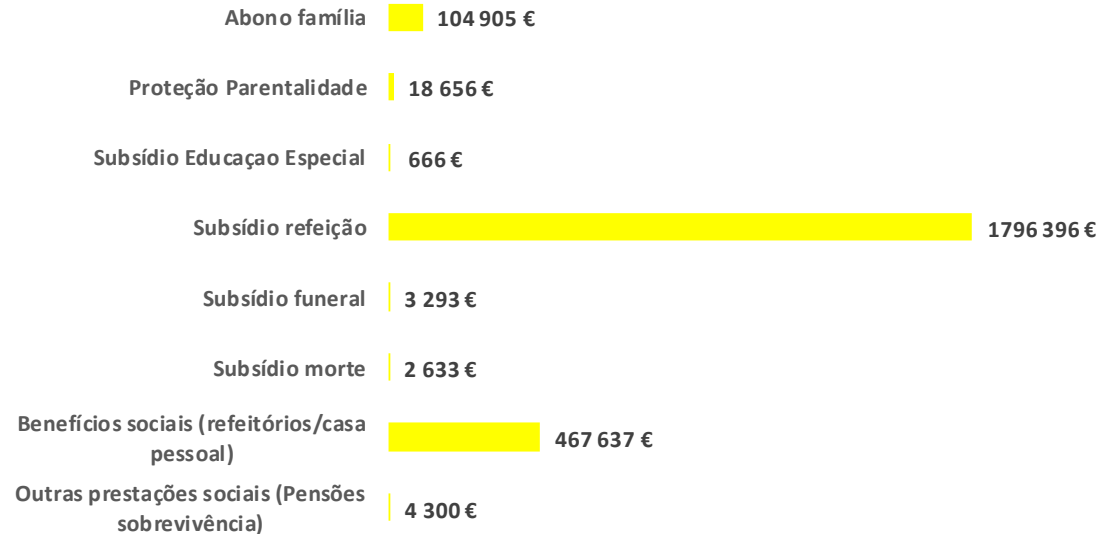 Abono família 104 905 €
Proteção Parentalidade 18 656 €
Subsídio Educaçao Especial 666 €
Subsídio refeição 1796 396 €
Subsídio funeral 3 293 €
Subsídio morte 2 633 €
Benefícios sociais (refeitórios/casa
pessoal) 467 637 €
Outras prestações sociais (Pensões
sobrevivência) 4 300 €